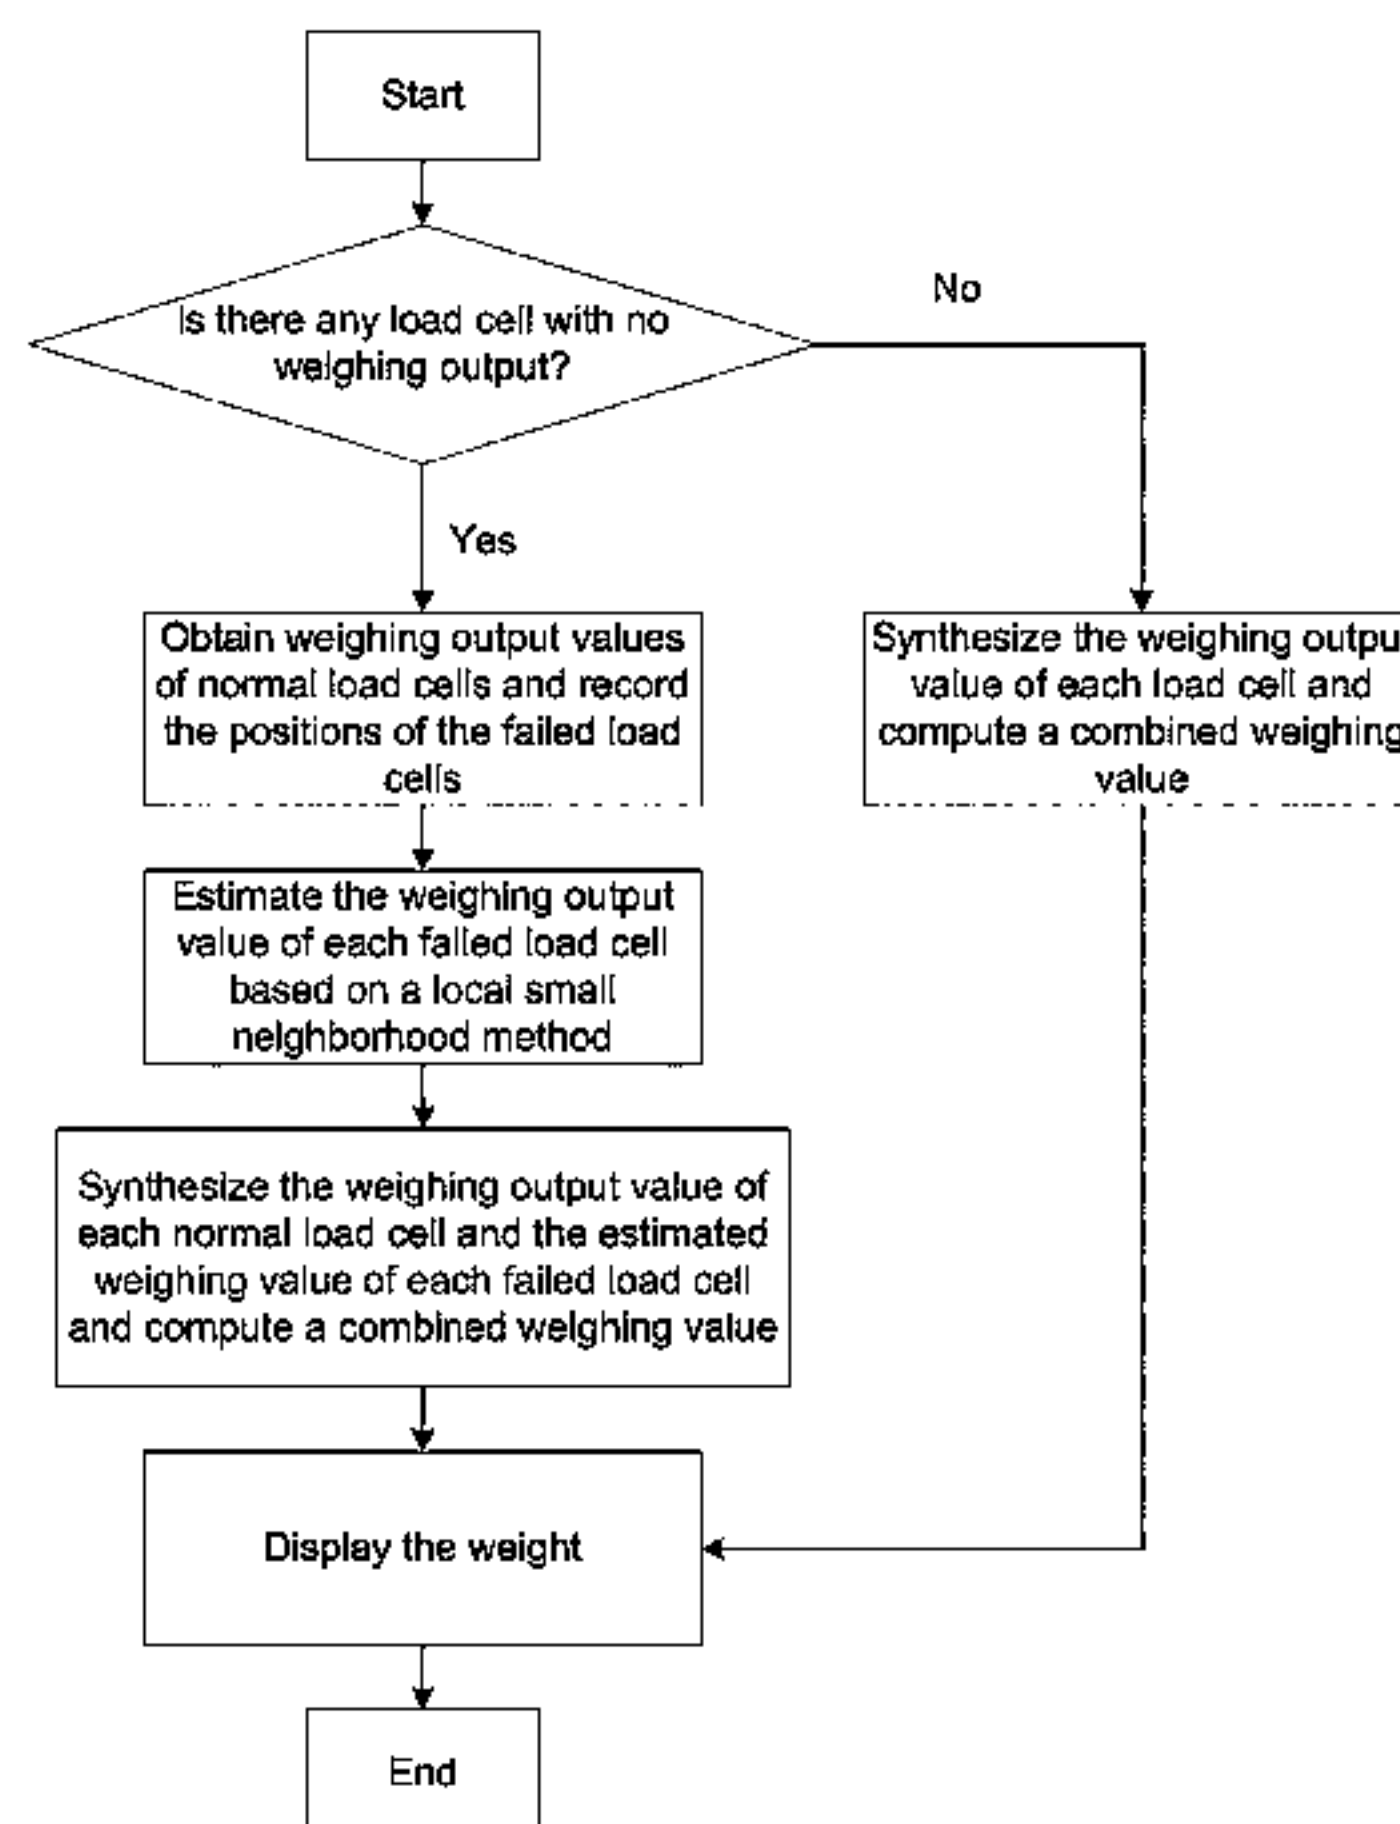 Start
No
Is there any load cell with no
weighing output?
Yes
Obtain weighing output values
of normal load cells and record
the positions of the failed load
cells
Synthesize the weighing outpu
value of each load cell and
compute a combined weighing
value
Estimate the weighing output
value of each failed load cell
based on a local small
neighborhood method
Synthesize the weighing output value of
each normal load cell and the estimated
weighing value of each failed load cell
and compute a combined weighing value
Display the weight
End